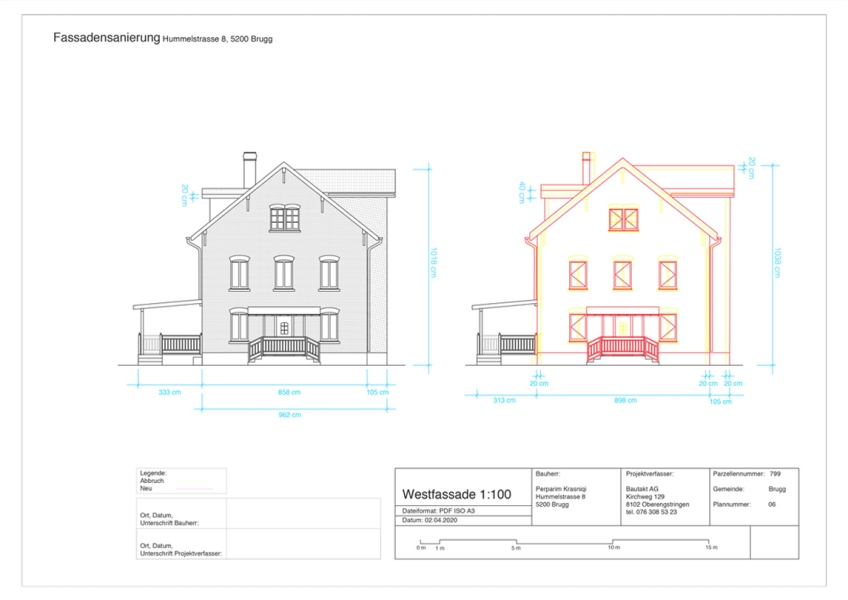 Fassadensanierung Hummelstrasse 8, 5200 Brugg
20 cm
1018 cm
333 cm
858 cm
105 cm
962 cm
40 cm
20 cm
1038 cm
20 cm
20 cm
20 cm
313 cm
898 cm
105 cm
Legende:
Abbruch
Neu
Ort, Datum,
Unterschrift Bauherr:
Ort, Datum,
Unterschrift Projektverfasser:
Westfassade 1:100
Dateiformat: PDF ISO A3
Datum: 02.04.2020
Bauherr:
Perparim Krasniqi
Hummelstrasse 8
5200 Brugg
Projektverfasser:
Bautakt AG
Kirchweg 129
8102 Oberengstringen
tel. 076 308 53 23
Parzellennummer: 799
Gemeinde: Brugg
Plannummer: 06
0 m 1 m 5 m 10 m 15 m